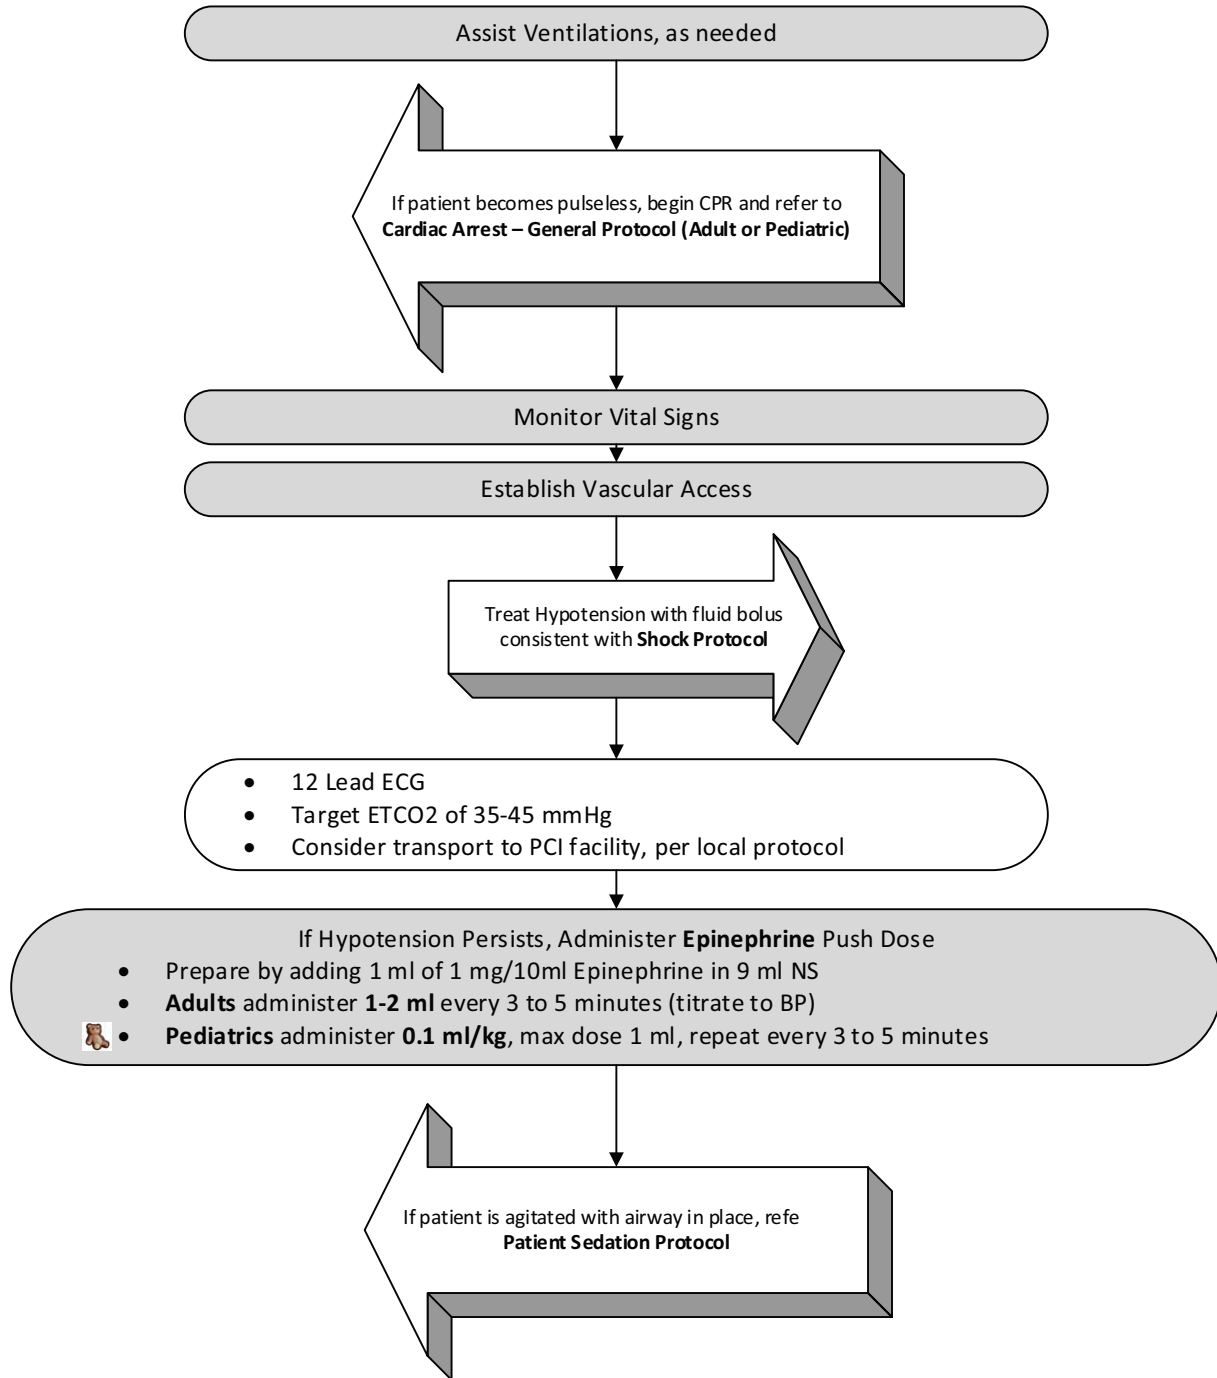 Assist Ventilations, as needed
If patient becomes pulseless, begin CPR and refer to
Cardiac Arrest – General Protocol (Adult or Pediatric)
Monitor Vital Signs
Establish Vascular Access
Treat Hypotension with fluid bolus
consistent with Shock Protocol
• 12 Lead ECG
• Target ETCO2 of 35-45 mmHg
• Consider transport to PCI facility, per local protocol
If Hypotension Persists, Administer Epinephrine Push Dose
• Prepare by adding 1 ml of 1 mg/10ml Epinephrine in 9 ml NS
• Adults administer 1-2 ml every 3 to 5 minutes (titrate to BP)
• Pediatrics administer 0.1 ml/kg, max dose 1 ml, repeat every 3 to 5 minutes
If patient is agitated with airway in place, refe
Patient Sedation Protocol